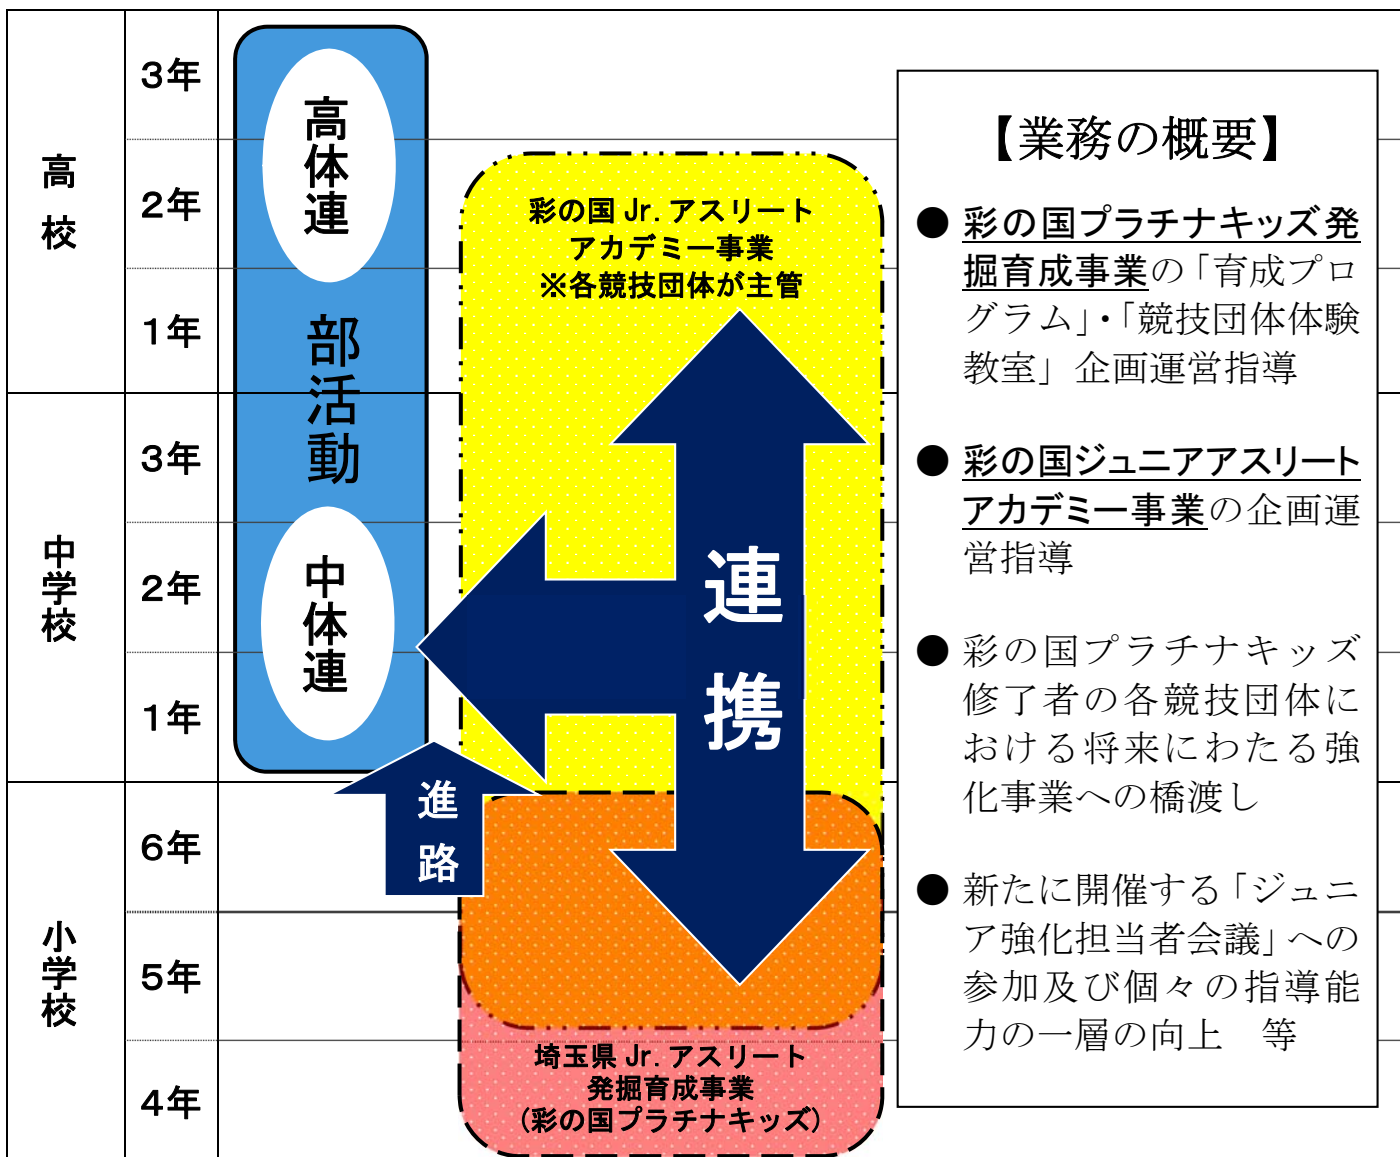 高校
3年
2年
1年
中学校
3年
2年
1年
小学校
6年
5年
4年
高体連
部活動
中体連
彩の国 Jr. アスリート
アカデミー事業
※各競技団体が主管
連携
進路
埼玉県 Jr. アスリート
発掘育成事業
(彩の国プラチナキッズ)
【業務の概要】
● 彩の国プラチナキッズ発
掘育成事業の「育成プロ
グラム」・「競技団体体験
教室」企画運営指導
● 彩の国ジュニアアスリート
アカデミー事業の企画運
営指導
● 彩の国プラチナキッズ
修了者の各競技団体に
おける将来にわたる強
化事業への橋渡し
● 新たに開催する「ジュニ
ア強化担当者会議」への
参加及び個々の指導能
力の一層の向上　等